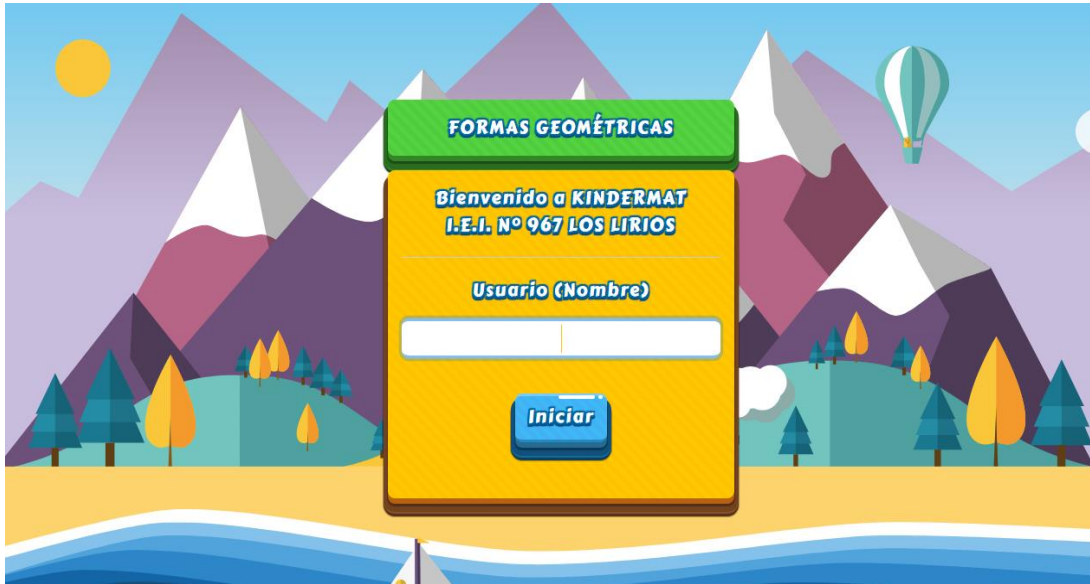 FORMAS GEOMÉTRICAS
Bienvenido a KINDERMAT
I.E.I. Nº 967 LOS LIRIOS
Usuario (Nombre)
Iniciar